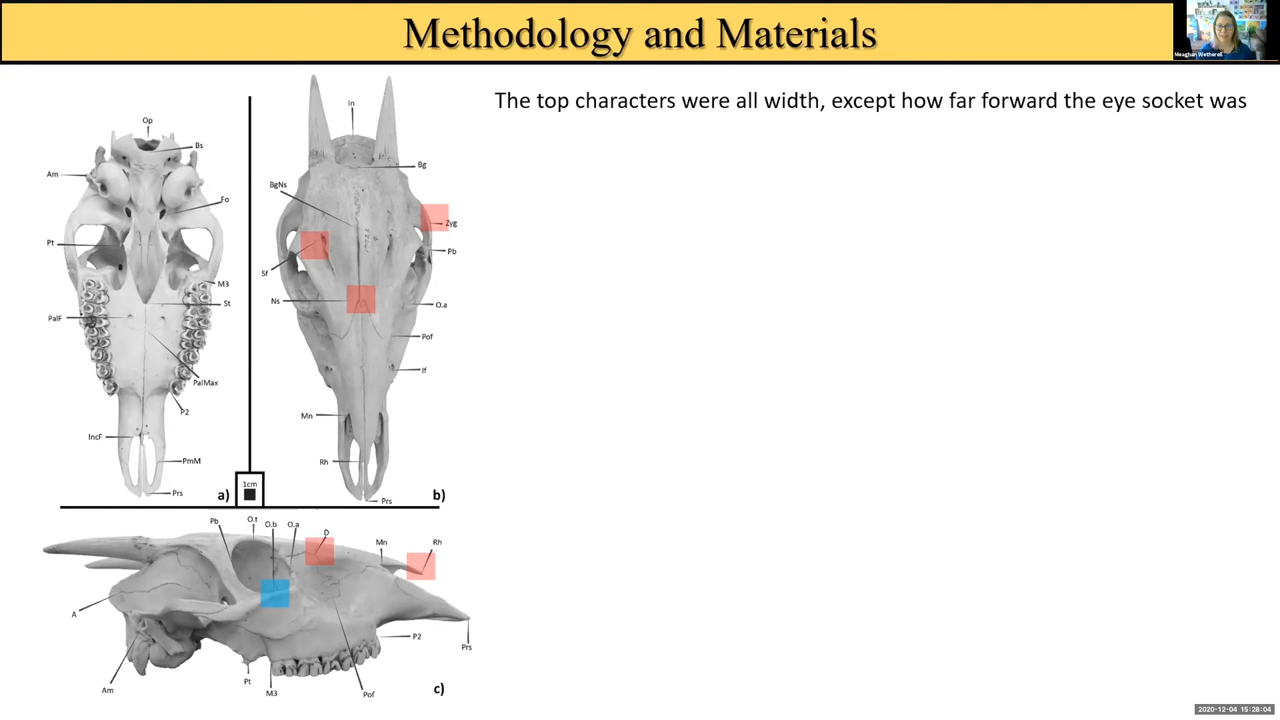 Methodology and Materials
Meaghan Wetherell
The top characters were all width, except how far forward the eye socket was
Op
Bs
Am
Fo
Pt
M3
St
PalF
PalMax
P2
IncF
PmM
Prs
a)
1cm
In
Bg
BgNs
Zyg
Pb
Sf
Ns
O.a
Pof
If
Mn
Rh
Prs
b)
Pb
O.t
O.b
O.a
D
Mn
Rh
A
P2
Prs
Am
Pt
M3
Pof
c)
2020-12-04 15:28:04